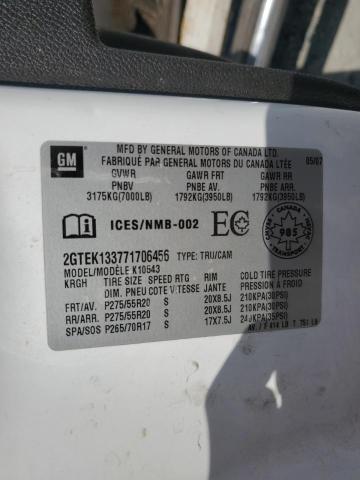 GM
MFD BY GENERAL MOTORS OF CANADA LTD. 05/07
FABRIQUÉ PAR GENERAL MOTORS DU CANADA LTÉE
GVWR GAWR FRT GAWR RR
PNBV PNBE AV. PNBE ARR.
3175KG(7000LB) 1792KG(3950LB) 1792KG(3950LB)
ICES/NMB-002 EC
CANADA
985
2GTEK133771706456 TYPE: TRU/CAM
MODEL/MODÈLE K10543
KRGH TIRE SIZE SPEED RTG RIM COLD TIRE PRESSURE
DIM. PNEU COTE VITESSE JANTE PRESSION À FROID
FRT/AV. P275/55R20 S 20X8.5J 210KPA(30PSI)
RR/ARR. P275/55R20 S 20X8.5J 210KPA(30PSI)
SPA/SOS P265/70R17 S 17X7.5J 240KPA(35PSI)